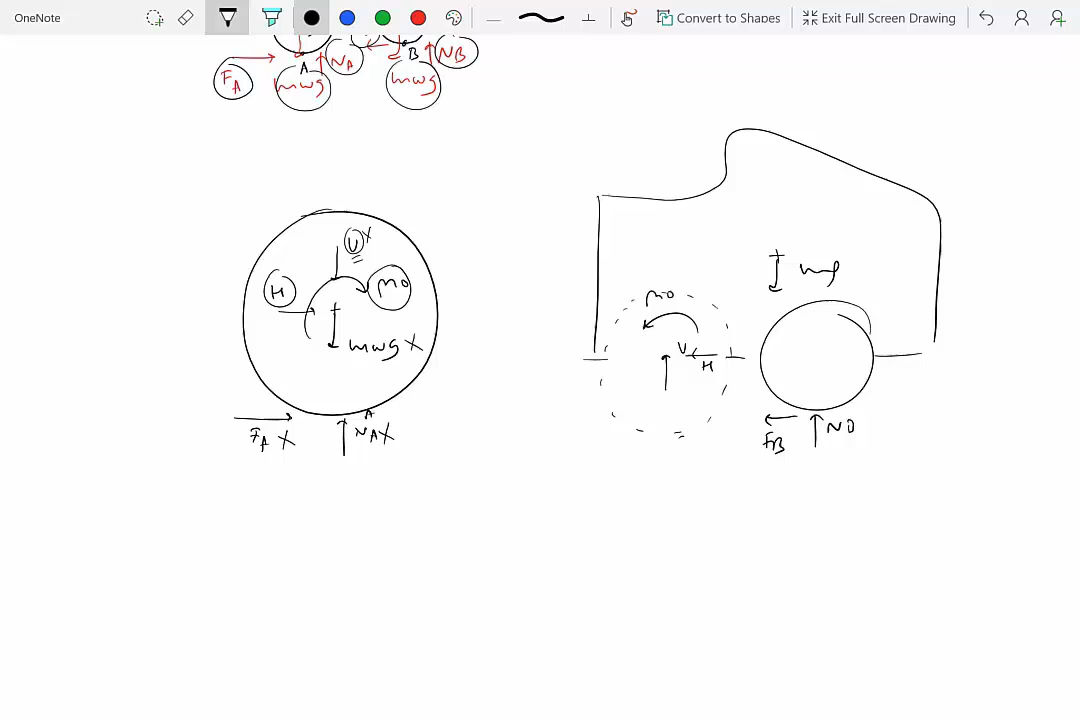 OneNote
Convert to Shapes
Exit Full Screen Drawing
B
A
NA
NB
FA
mwg
mwg
V x
H
mo
mwg x
A
FA x
NA x
mg
mo
V
H
FB